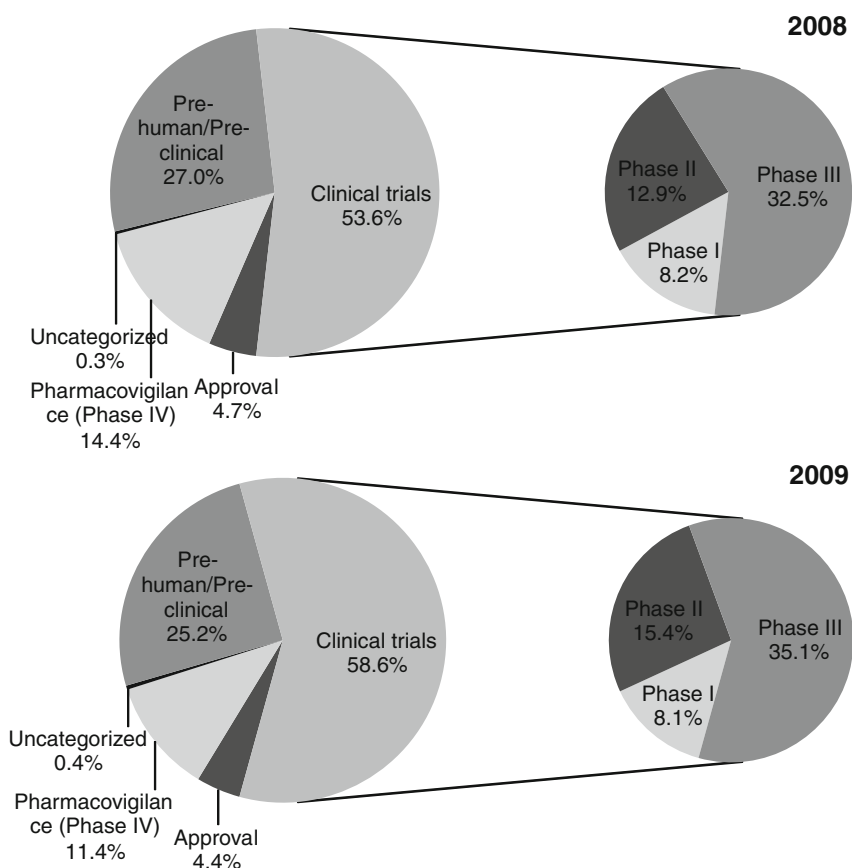 2008
Pre-
human/Pre-
clinical
27.0%
Clinical trials
53.6%
Uncategorized
0.3%
Pharmacovigilan
ce (Phase IV)
14.4%
Approval
4.7%
Phase II
12.9%
Phase III
32.5%
Phase I
8.2%
2009
Pre-
human/Pre-
clinical
25.2%
Clinical trials
58.6%
Uncategorized
0.4%
Pharmacovigilan
ce (Phase IV)
11.4%
Approval
4.4%
Phase II
15.4%
Phase III
35.1%
Phase I
8.1%